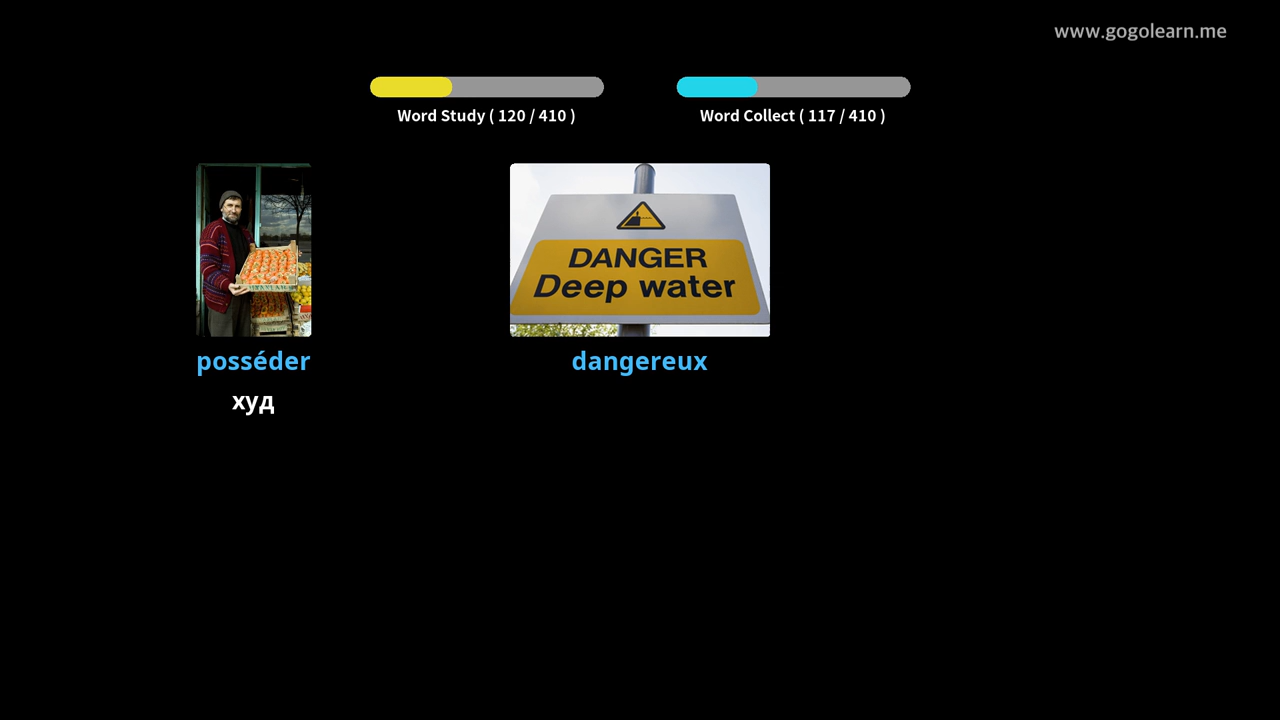 www.gogolearn.me
Word Study ( 120 / 410 )
Word Collect ( 117 / 410 )
DANGER
Deep water
posséder
dangereux
худ